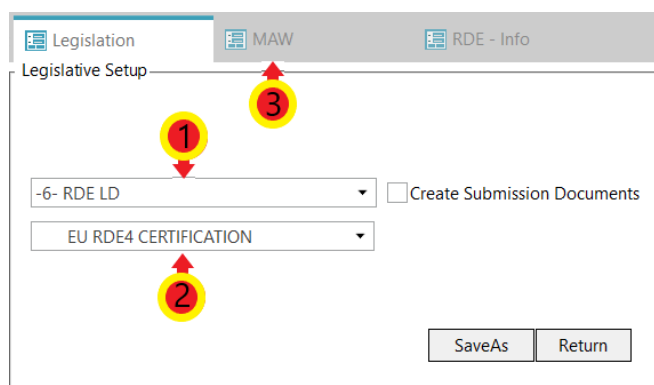 Legislation MAW RDE - Info
Legislative Setup
3
1
-6- RDE LD Create Submission Documents
EU RDE4 CERTIFICATION
2
SaveAs Return